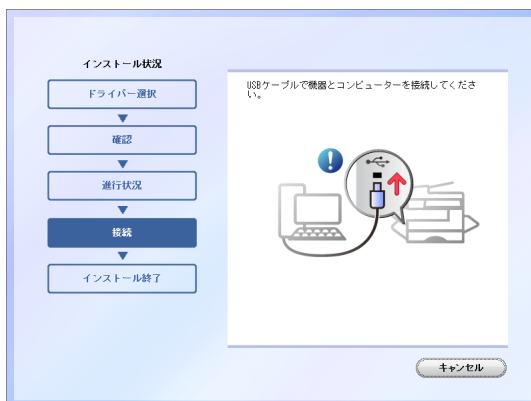 インストール状況
ドライバー選択
確認
進行状況
接続
インストール終了
USBケーブルで機器とコンピューターを接続してくださ
い。
キャンセル